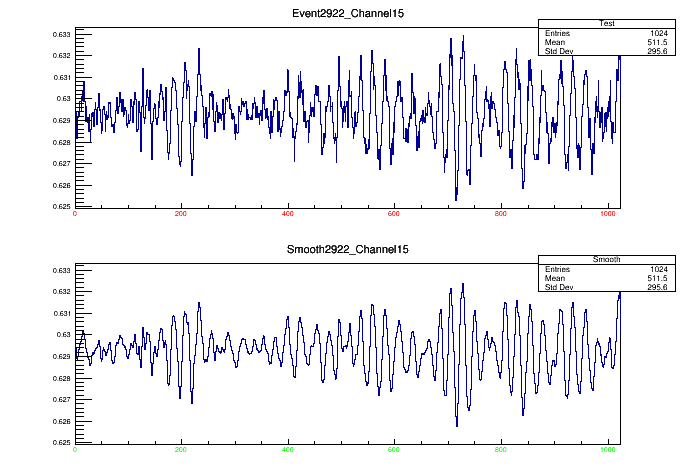 Event2922_Channel15
Test
Entries 1024
Mean 511.5
Std Dev 295.6
0.633
0.632
0.631
0.63
0.629
0.628
0.627
0.626
0.625
0 200 400 600 800 1000
Smooth2922_Channel15
Smooth
Entries 1024
Mean 511.5
Std Dev 295.6
0.633
0.632
0.631
0.63
0.629
0.628
0.627
0.626
0.625
0 200 400 600 800 1000